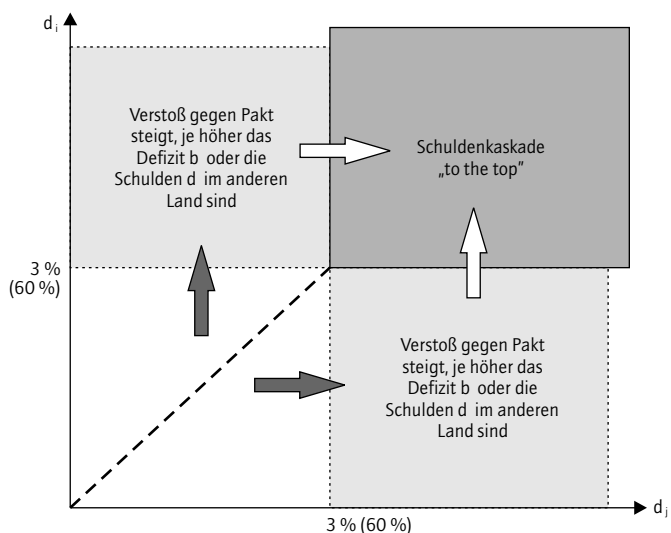 d i
Verstoß gegen Pakt
steigt, je höher das
Defizit b oder die
Schulden d im anderen
Land sind
Schuldenkaskade
„to the top”
3 %
(60 %)
Verstoß gegen Pakt
steigt, je höher das
Defizit b oder die
Schulden d im anderen
Land sind
3 % (60 %)
d j